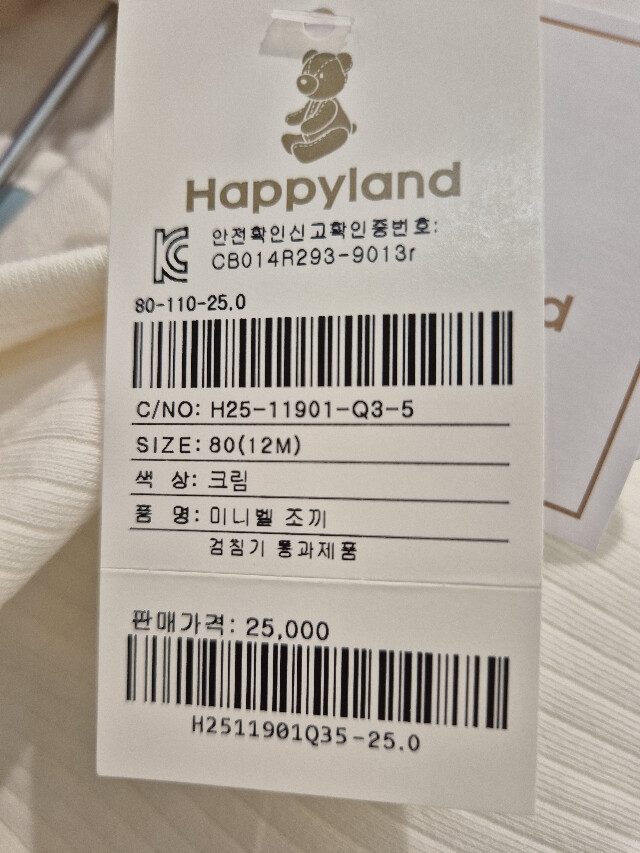 Happyland
안전확인신고확인증번호:
CB014R293-9013r
80-110-25.0
C/NO: H25-11901-Q3-5
SIZE: 80(12M)
색 상: 크림
품 명: 미니벨 조끼
검침기 통과제품
판매가격: 25,000
H2511901Q35-25.0